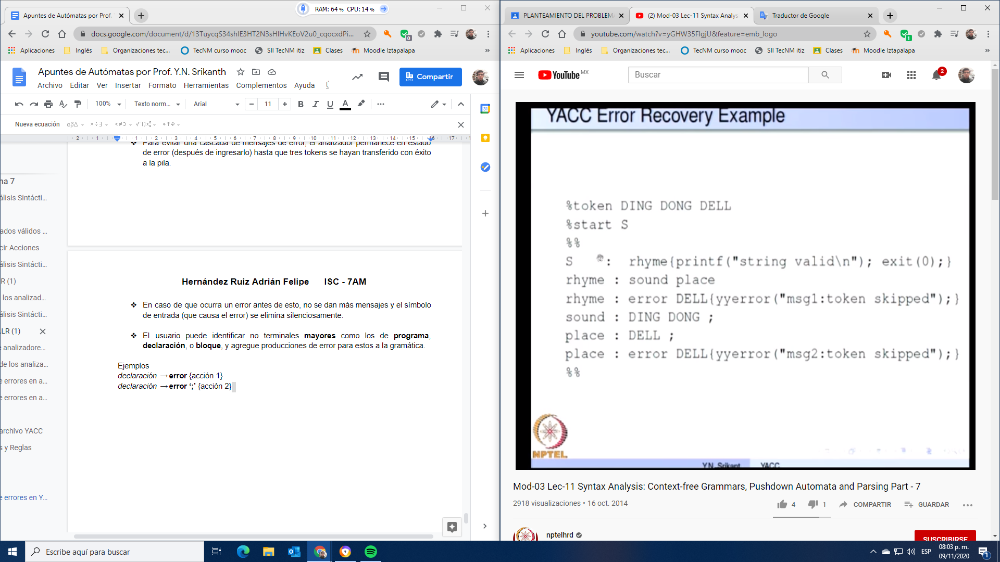 RAM: 64 % CPU: 14 %
Apuntes de Autómatas por Prof.
docs.google.com/document/d/13TuycqS34shlE3HT2N3sHIHvKEoV2u0_cqocxdPi...
Aplicaciones Inglés Organizaciones tec... TecNM curso mooc SII TecNM itiz Clases Moodle Iztapalapa »
Apuntes de Autómatas por Prof. Y.N. Srikanth
Archivo Editar Ver Insertar Formato Herramientas Complementos Ayuda
Compartir
100% Texto norm... Arial 11 B I U A
Nueva ecuación
2 1 1 2 3 4 5 6 7 8 9 10 11 12 13 14 15 16 17
na 7
álisis Sintácti...
ados válidos ...
cir Acciones
álisis Sintácti...
R (1)
los analizad...
álisis Sintácti...
LR (1)
e analizadore...
de los analiza...
e errores en a...
e errores en a...
archivo YACC
s y Reglas
e errores en Y...
❖ Para evitar una cascada de mensajes de error, el analizador permanece en estado
de error (después de ingresarlo) hasta que tres tokens se hayan transferido con éxito
a la pila.
Hernández Ruiz Adrián Felipe ISC - 7AM
❖ En caso de que ocurra un error antes de esto, no se dan más mensajes y el símbolo
de entrada (que causa el error) se elimina silenciosamente.
❖ El usuario puede identificar no terminales mayores como los de programa,
declaración, o bloque, y agregue producciones de error para estos a la gramática.
Ejemplos
declaración → error {acción 1}
declaración → error ‘;’ {acción 2}
31
PLANTEAMIENTO DEL PROBLEM
(2) Mod-03 Lec-11 Syntax Analys
Traductor de Google
youtube.com/watch?v=yGHW35FIgjU&feature=emb_logo
Aplicaciones Inglés Organizaciones tec... TecNM curso mooc SII TecNM itiz Clases Moodle Iztapalapa »
YouTube MX
Buscar
2
YACC Error Recovery Example
%token DING DONG DELL
%start S
%%
S : rhyme{printf("string valid\n"); exit(0);}
rhyme : sound place
rhyme : error DELL{yyerror("msg1:token skipped");}
sound : DING DONG ;
place : DELL ;
place : error DELL{yyerror("msg2:token skipped");}
%%
NPTEL
Y.N. Srikant YACC
Mod-03 Lec-11 Syntax Analysis: Context-free Grammars, Pushdown Automata and Parsing Part - 7
2918 visualizaciones • 16 oct. 2014
4 1 COMPARTIR GUARDAR
nptelhrd
SUSCRIBIRSE
Escribe aquí para buscar
ESP
08:03 p. m.
09/11/2020
1